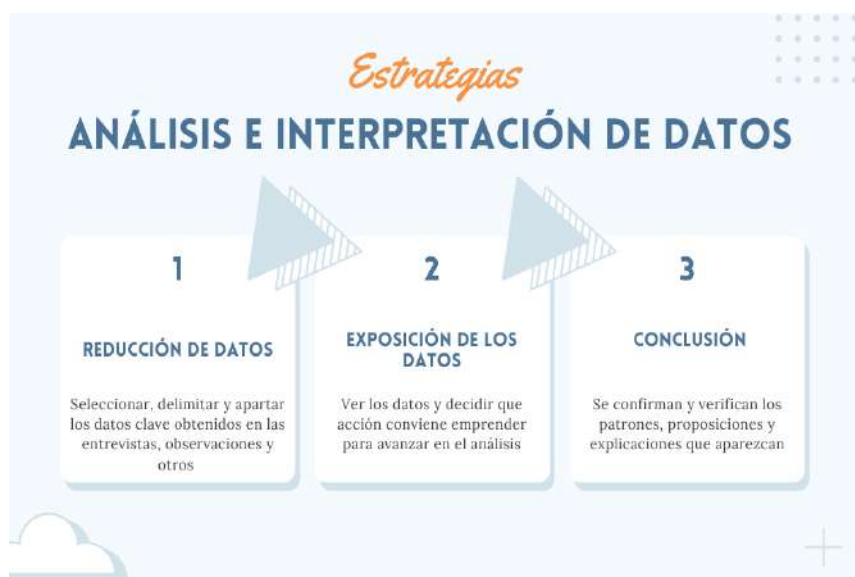 Estrategias
ANÁLISIS E INTERPRETACIÓN DE DATOS
1
REDUCCIÓN DE DATOS
Seleccionar, delimitar y apartar
los datos clave obtenidos en las
entrevistas, observaciones y
otros
2
EXPOSICIÓN DE LOS
DATOS
Ver los datos y decidir que
acción conviene emprender
para avanzar en el análisis
3
CONCLUSIÓN
Se confirman y verifican los
patrones, proposiciones y
explicaciones que aparezcan